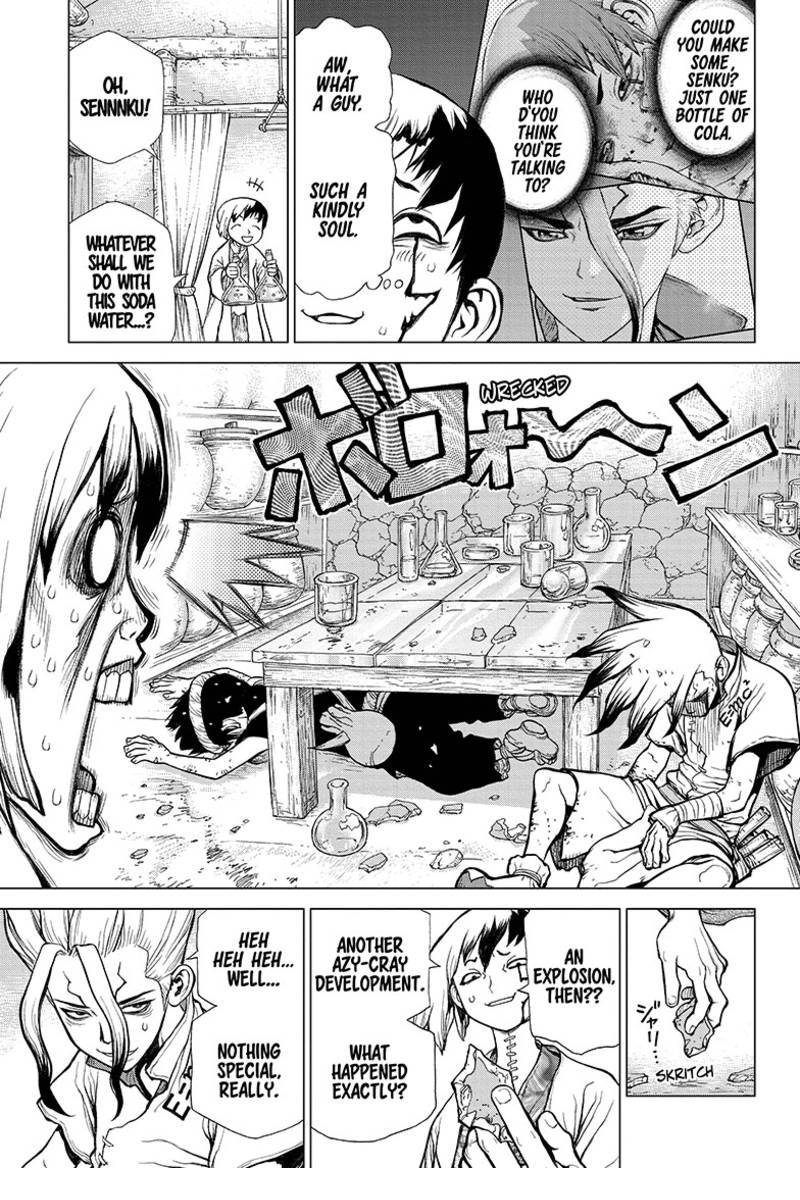 COULD
YOU MAKE
SOME,
SENKU?
JUST ONE
BOTTLE OF
COLA.
WHO
D'YOU
THINK
YOU'RE
TALKING
TO?
AW,
WHAT
A GUY.
SUCH A
KINDLY
SOUL.
OH,
SENNNKU!
WHATEVER
SHALL WE
DO WITH
THIS SODA
WATER...?
WRECKED
ボロォ〜ン
E=mc²
ジャリ…
SKRITCH
AN
EXPLOSION,
THEN??
ANOTHER
AZY-CRAY
DEVELOPMENT.
WHAT
HAPPENED
EXACTLY?
HEH
HEH HEH...
WELL...
NOTHING
SPECIAL,
REALLY.
E=